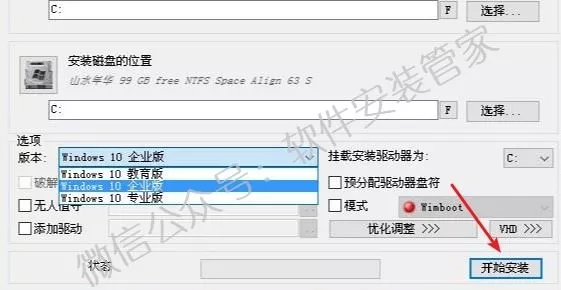 C:
F
选择...
安装磁盘的位置
山水年华 99 GB free NTFS Space Align 63 S
C:
F
选择...
选项
版本: Windows 10 企业版
挂载安装驱动器为: C:
Windows 10 教育版
Windows 10 企业版
Windows 10 专业版
破解
预分配驱动器盘符
无人值守
模式 Wimboot
添加驱动
优化调整 >>>
VHD >>>
状态
开始安装
微信公众号：软件安装管家